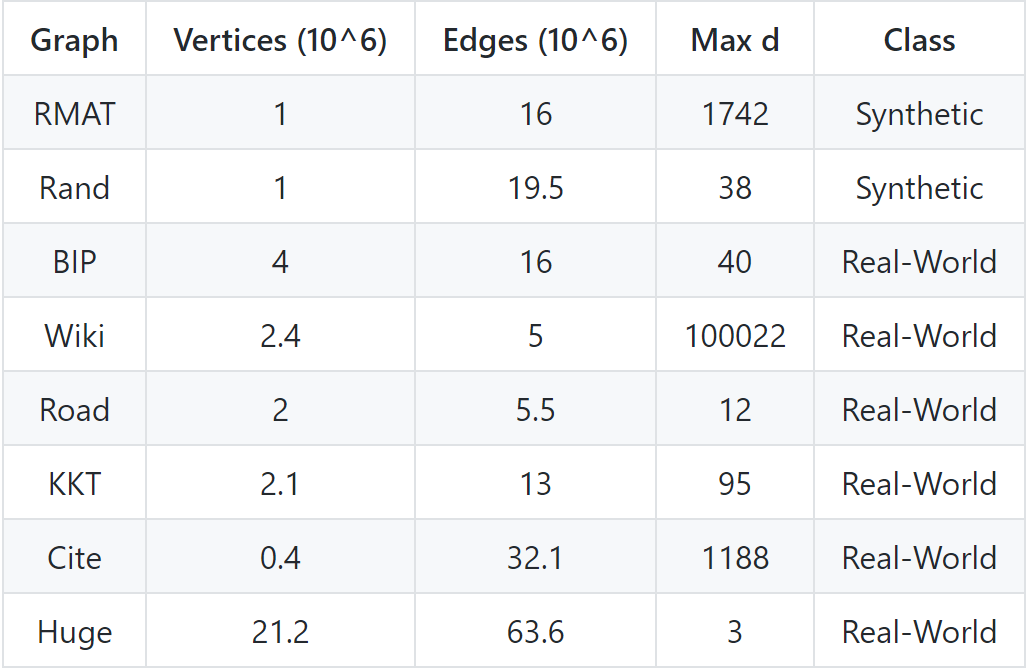 Graph Vertices (10^6) Edges (10^6) Max d Class
RMAT 1 16 1742 Synthetic
Rand 1 19.5 38 Synthetic
BIP 4 16 40 Real-World
Wiki 2.4 5 100022 Real-World
Road 2 5.5 12 Real-World
KKT 2.1 13 95 Real-World
Cite 0.4 32.1 1188 Real-World
Huge 21.2 63.6 3 Real-World